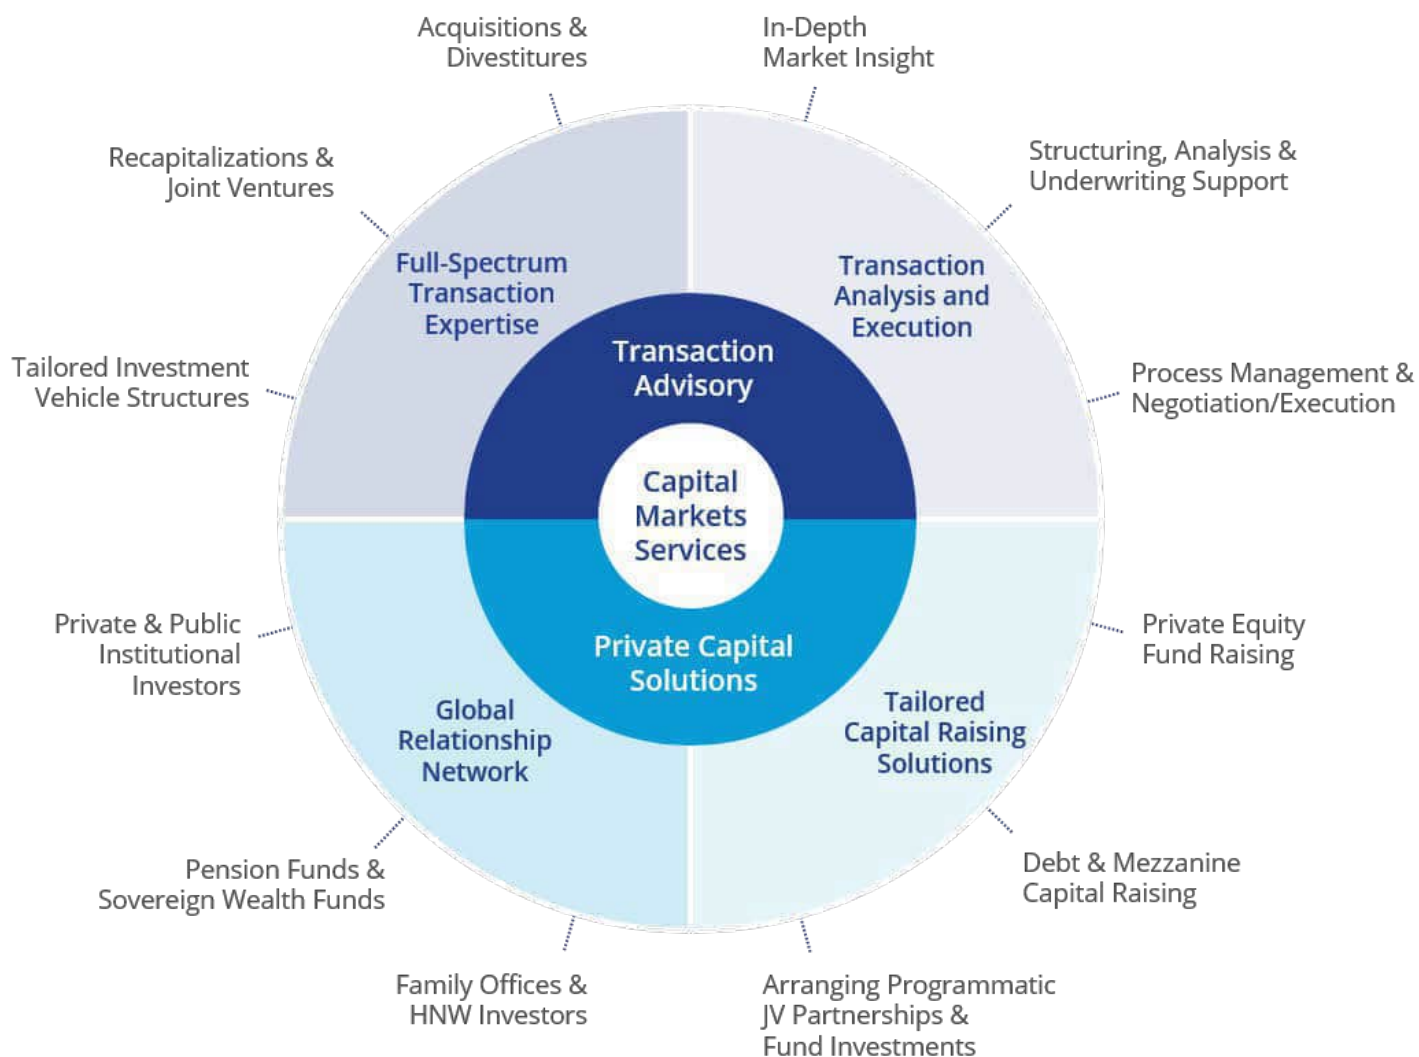 Acquisitions &
Divestitures
In-Depth
Market Insight
Recapitalizations &
Joint Ventures
Structuring, Analysis &
Underwriting Support
Full-Spectrum
Transaction
Expertise
Transaction
Analysis and
Execution
Transaction
Advisory
Tailored Investment
Vehicle Structures
Process Management &
Negotiation/Execution
Capital
Markets
Services
Private & Public
Institutional
Investors
Private Capital
Solutions
Private Equity
Fund Raising
Global
Relationship
Network
Tailored
Capital Raising
Solutions
Pension Funds &
Sovereign Wealth Funds
Debt & Mezzanine
Capital Raising
Family Offices &
HNW Investors
Arranging Programmatic
JV Partnerships &
Fund Investments